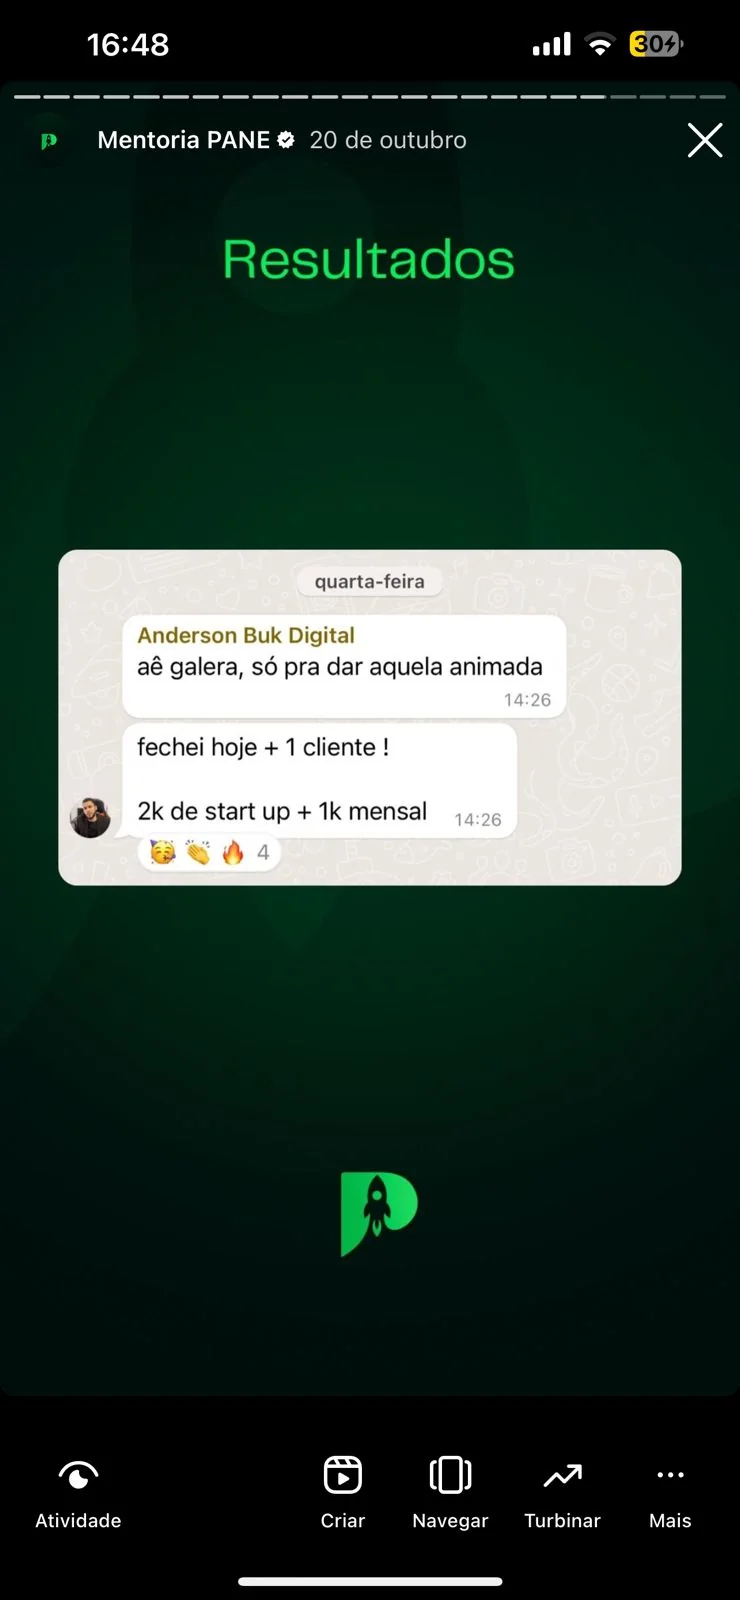 16:48
30
Mentoria PANE 20 de outubro
Resultados
quarta-feira
Anderson Buk Digital
aê galera, só pra dar aquela animada
14:26
fechei hoje + 1 cliente !
2k de start up + 1k mensal 14:26
🥳 👏 🔥 4
Atividade Criar Navegar Turbinar Mais